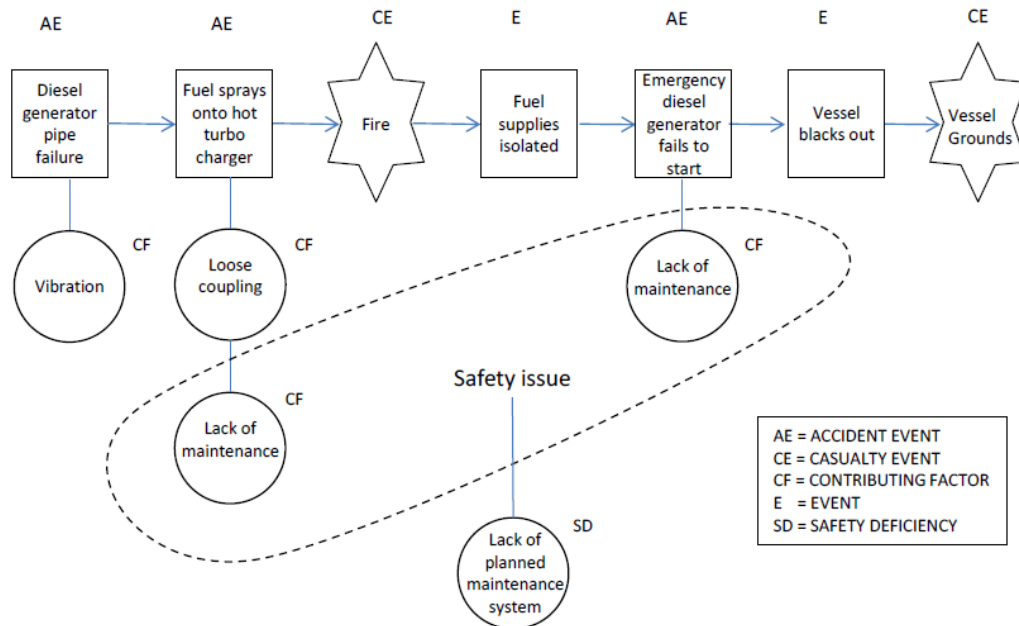 AE
AE
CE
E
AE
E
CE
Diesel
generator
pipe
failure
Fuel sprays
onto hot
turbo
charger
Fire
Fuel
supplies
isolated
Emergency
diesel
generator
fails to
start
Vessel
blacks out
Vessel
Grounds
CF
Vibration
CF
Loose
coupling
CF
Lack of
maintenance
CF
Lack of
maintenance
Safety issue
SD
Lack of
planned
maintenance
system
AE = ACCIDENT EVENT
CE = CASUALTY EVENT
CF = CONTRIBUTING FACTOR
E = EVENT
SD = SAFETY DEFICIENCY